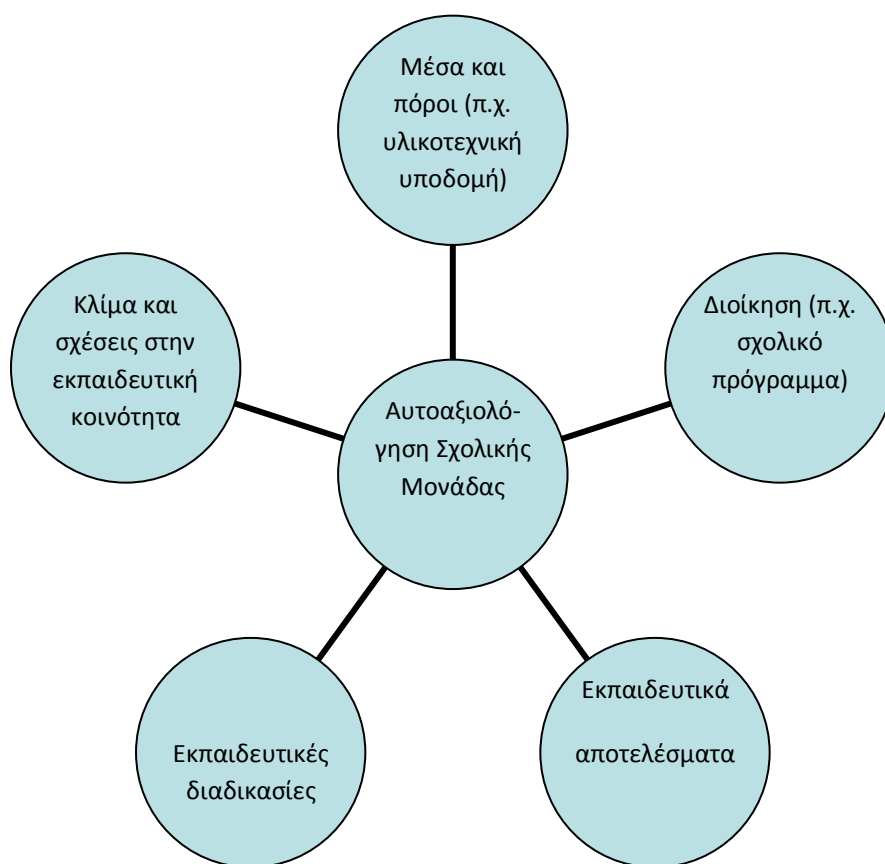 Μέσα και
πόροι (π.χ.
υλικοτεχνική
υποδομή)
Κλίμα και
σχέσεις στην
εκπαιδευτική
κοινότητα
Διοίκηση (π.χ.
σχολικό
πρόγραμμα)
Αυτοαξιολό-
γηση Σχολικής
Μονάδας
Εκπαιδευτικές
διαδικασίες
Εκπαιδευτικά
αποτελέσματα